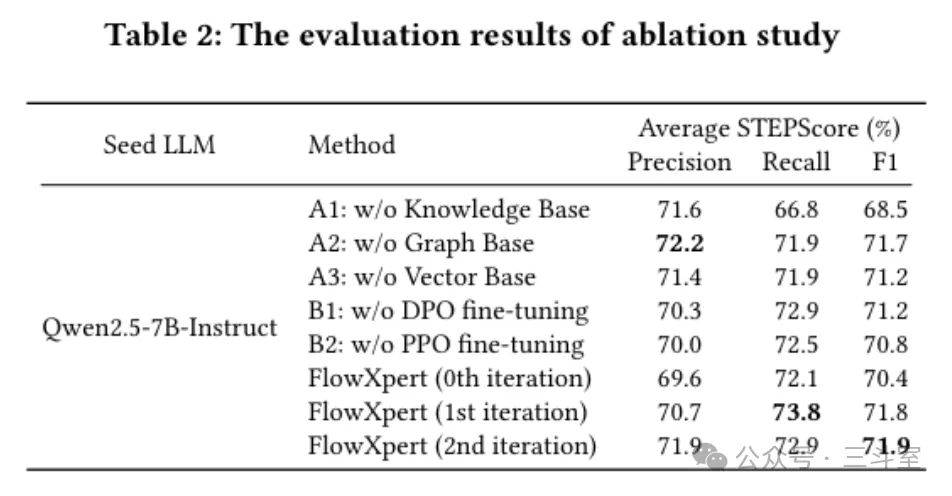 Table 2: The evaluation results of ablation study
Seed LLM Method Average STEPScore (%)
Precision Recall F1
A1: w/o Knowledge Base 71.6 66.8 68.5
A2: w/o Graph Base 72.2 71.9 71.7
A3: w/o Vector Base 71.4 71.9 71.2
Qwen2.5-7B-Instruct B1: w/o DPO fine-tuning 70.3 72.9 71.2
B2: w/o PPO fine-tuning 70.0 72.5 70.8
FlowXpert (0th iteration) 69.6 72.1 70.4
FlowXpert (1st iteration) 70.7 73.8 71.8
FlowXpert (2nd iteration) 71.9 72.9 71.9
公众号 · 三斗室